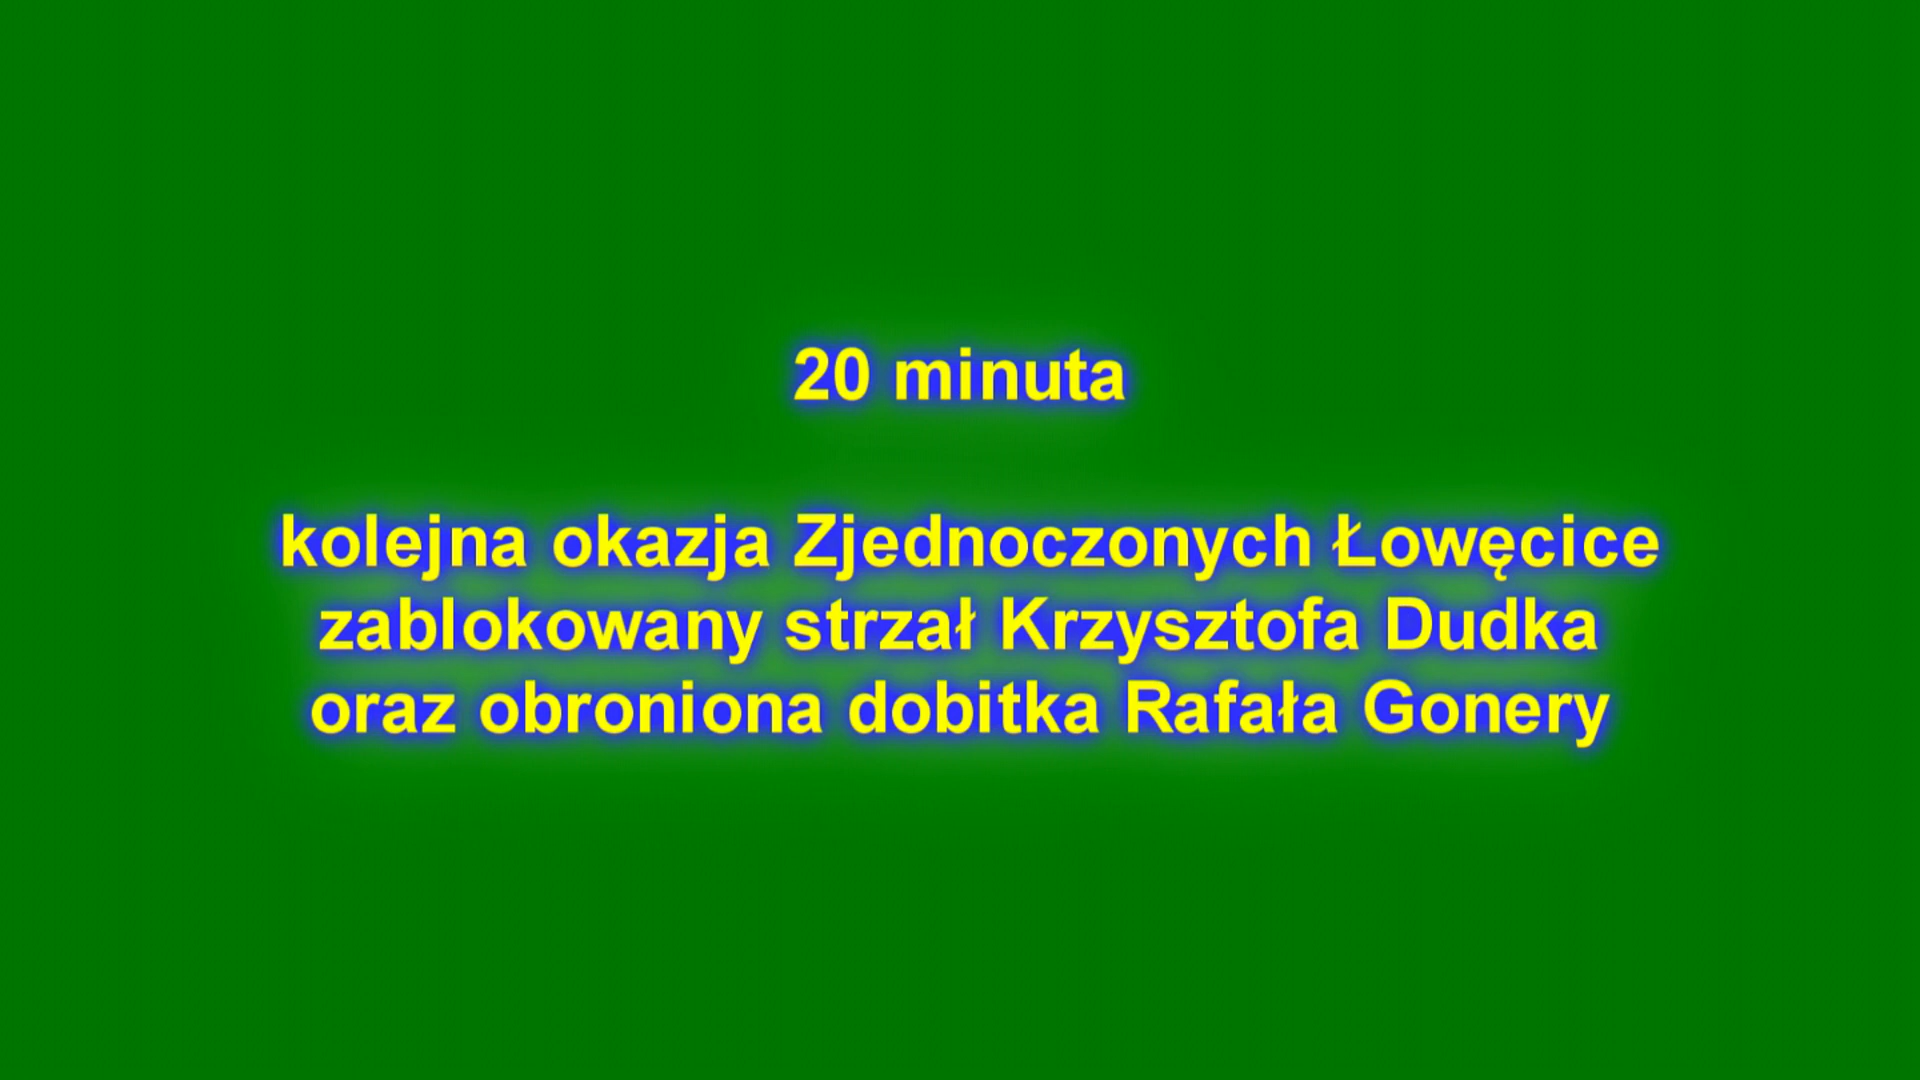 20 minuta
kolejna okazja Zjednoczonych Łowęcice
zablokowany strzał Krzysztofa Dudka
oraz obroniona dobitka Rafała Gonery